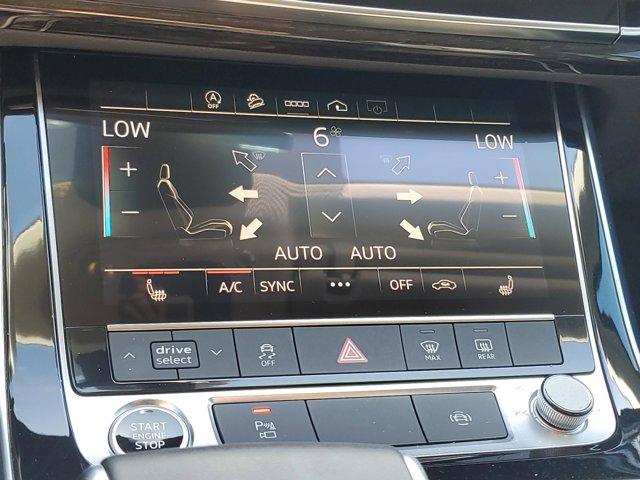 OFF
LOW 6 LOW
+ +
− −
AUTO AUTO
A/C SYNC ••• OFF
drive select OFF MAX REAR
START ENGINE STOP P